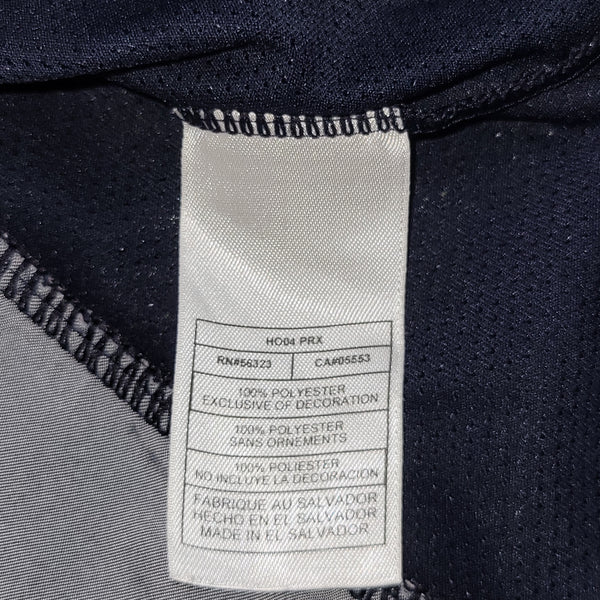 HO04 PRX
RN#56323 CA#05553
100% POLYESTER
EXCLUSIVE OF DECORATION
100% POLYESTER
SANS ORNEMENTS
100% POLIESTER
NO INCLUYE LA DECORACION
FABRIQUE AU SALVADOR
HECHO EN EL SALVADOR
MADE IN EL SALVADOR